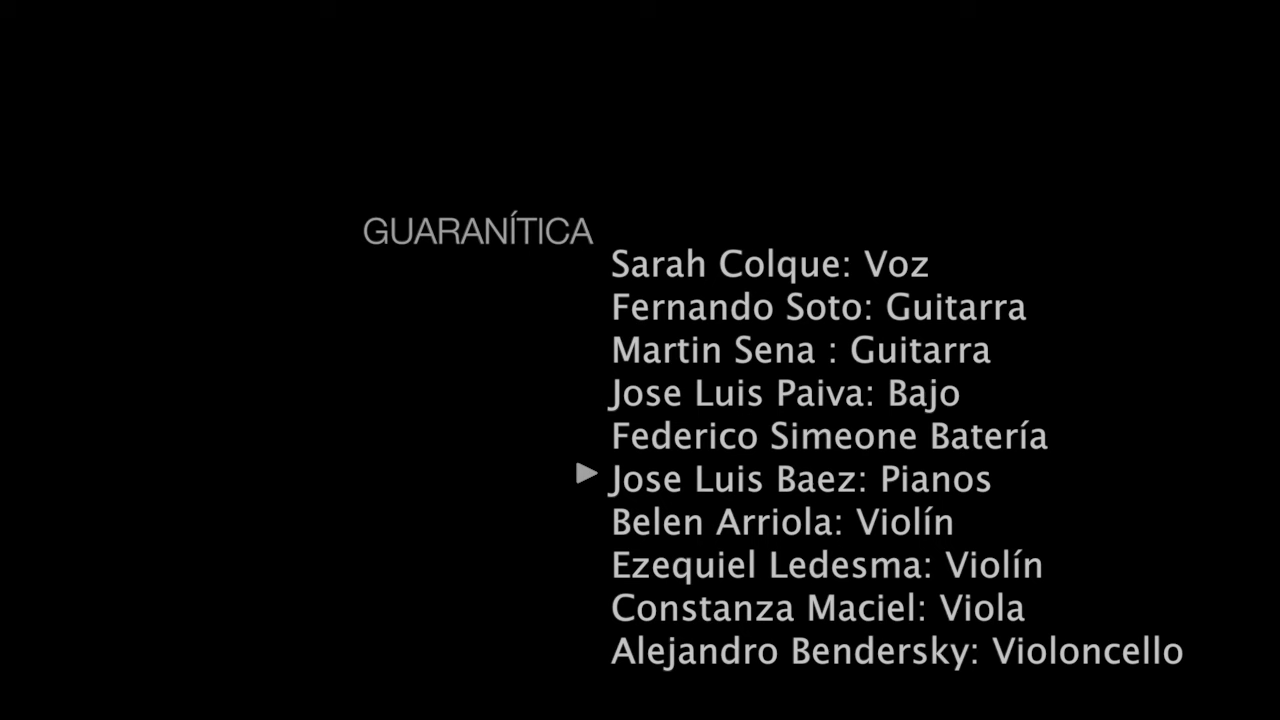 GUARANÍTICA
Sarah Colque: Voz
Fernando Soto: Guitarra
Martin Sena : Guitarra
Jose Luis Paiva: Bajo
Federico Simeone Batería
Jose Luis Baez: Pianos
Belen Arriola: Violín
Ezequiel Ledesma: Violín
Constanza Maciel: Viola
Alejandro Bendersky: Violoncello